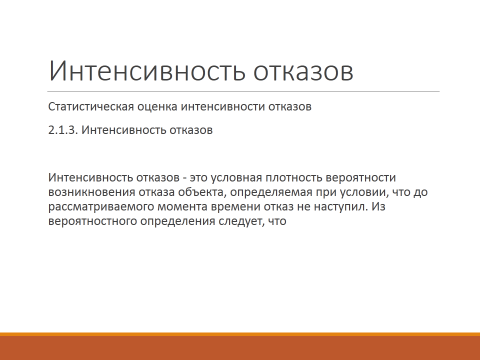 Интенсивность отказов
Статистическая оценка интенсивности отказов
2.1.3. Интенсивность отказов
Интенсивность отказов - это условная плотность вероятности
возникновения отказа объекта, определяемая при условии, что до
рассматриваемого момента времени отказ не наступил. Из
вероятностного определения следует, что